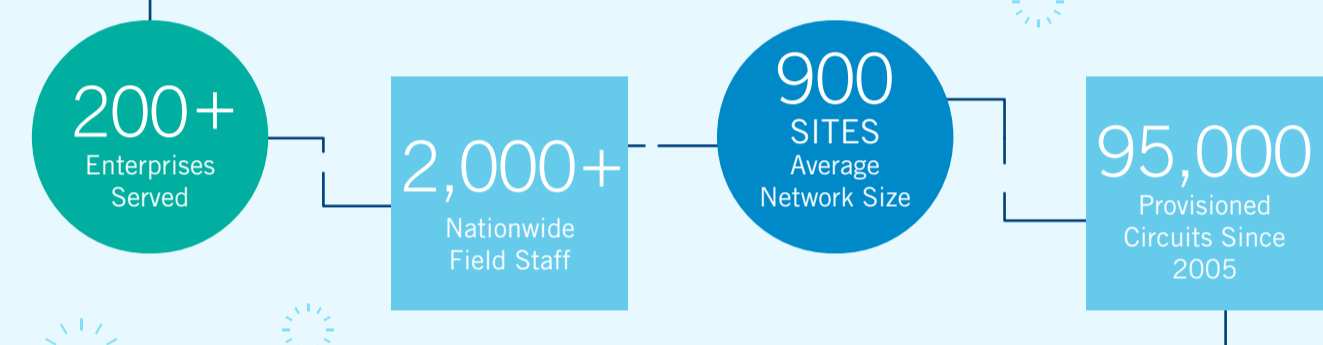 200+
Enterprises
Served
2,000+
Nationwide
Field Staff
900
SITES
Average
Network Size
95,000
Provisioned
Circuits Since
2005